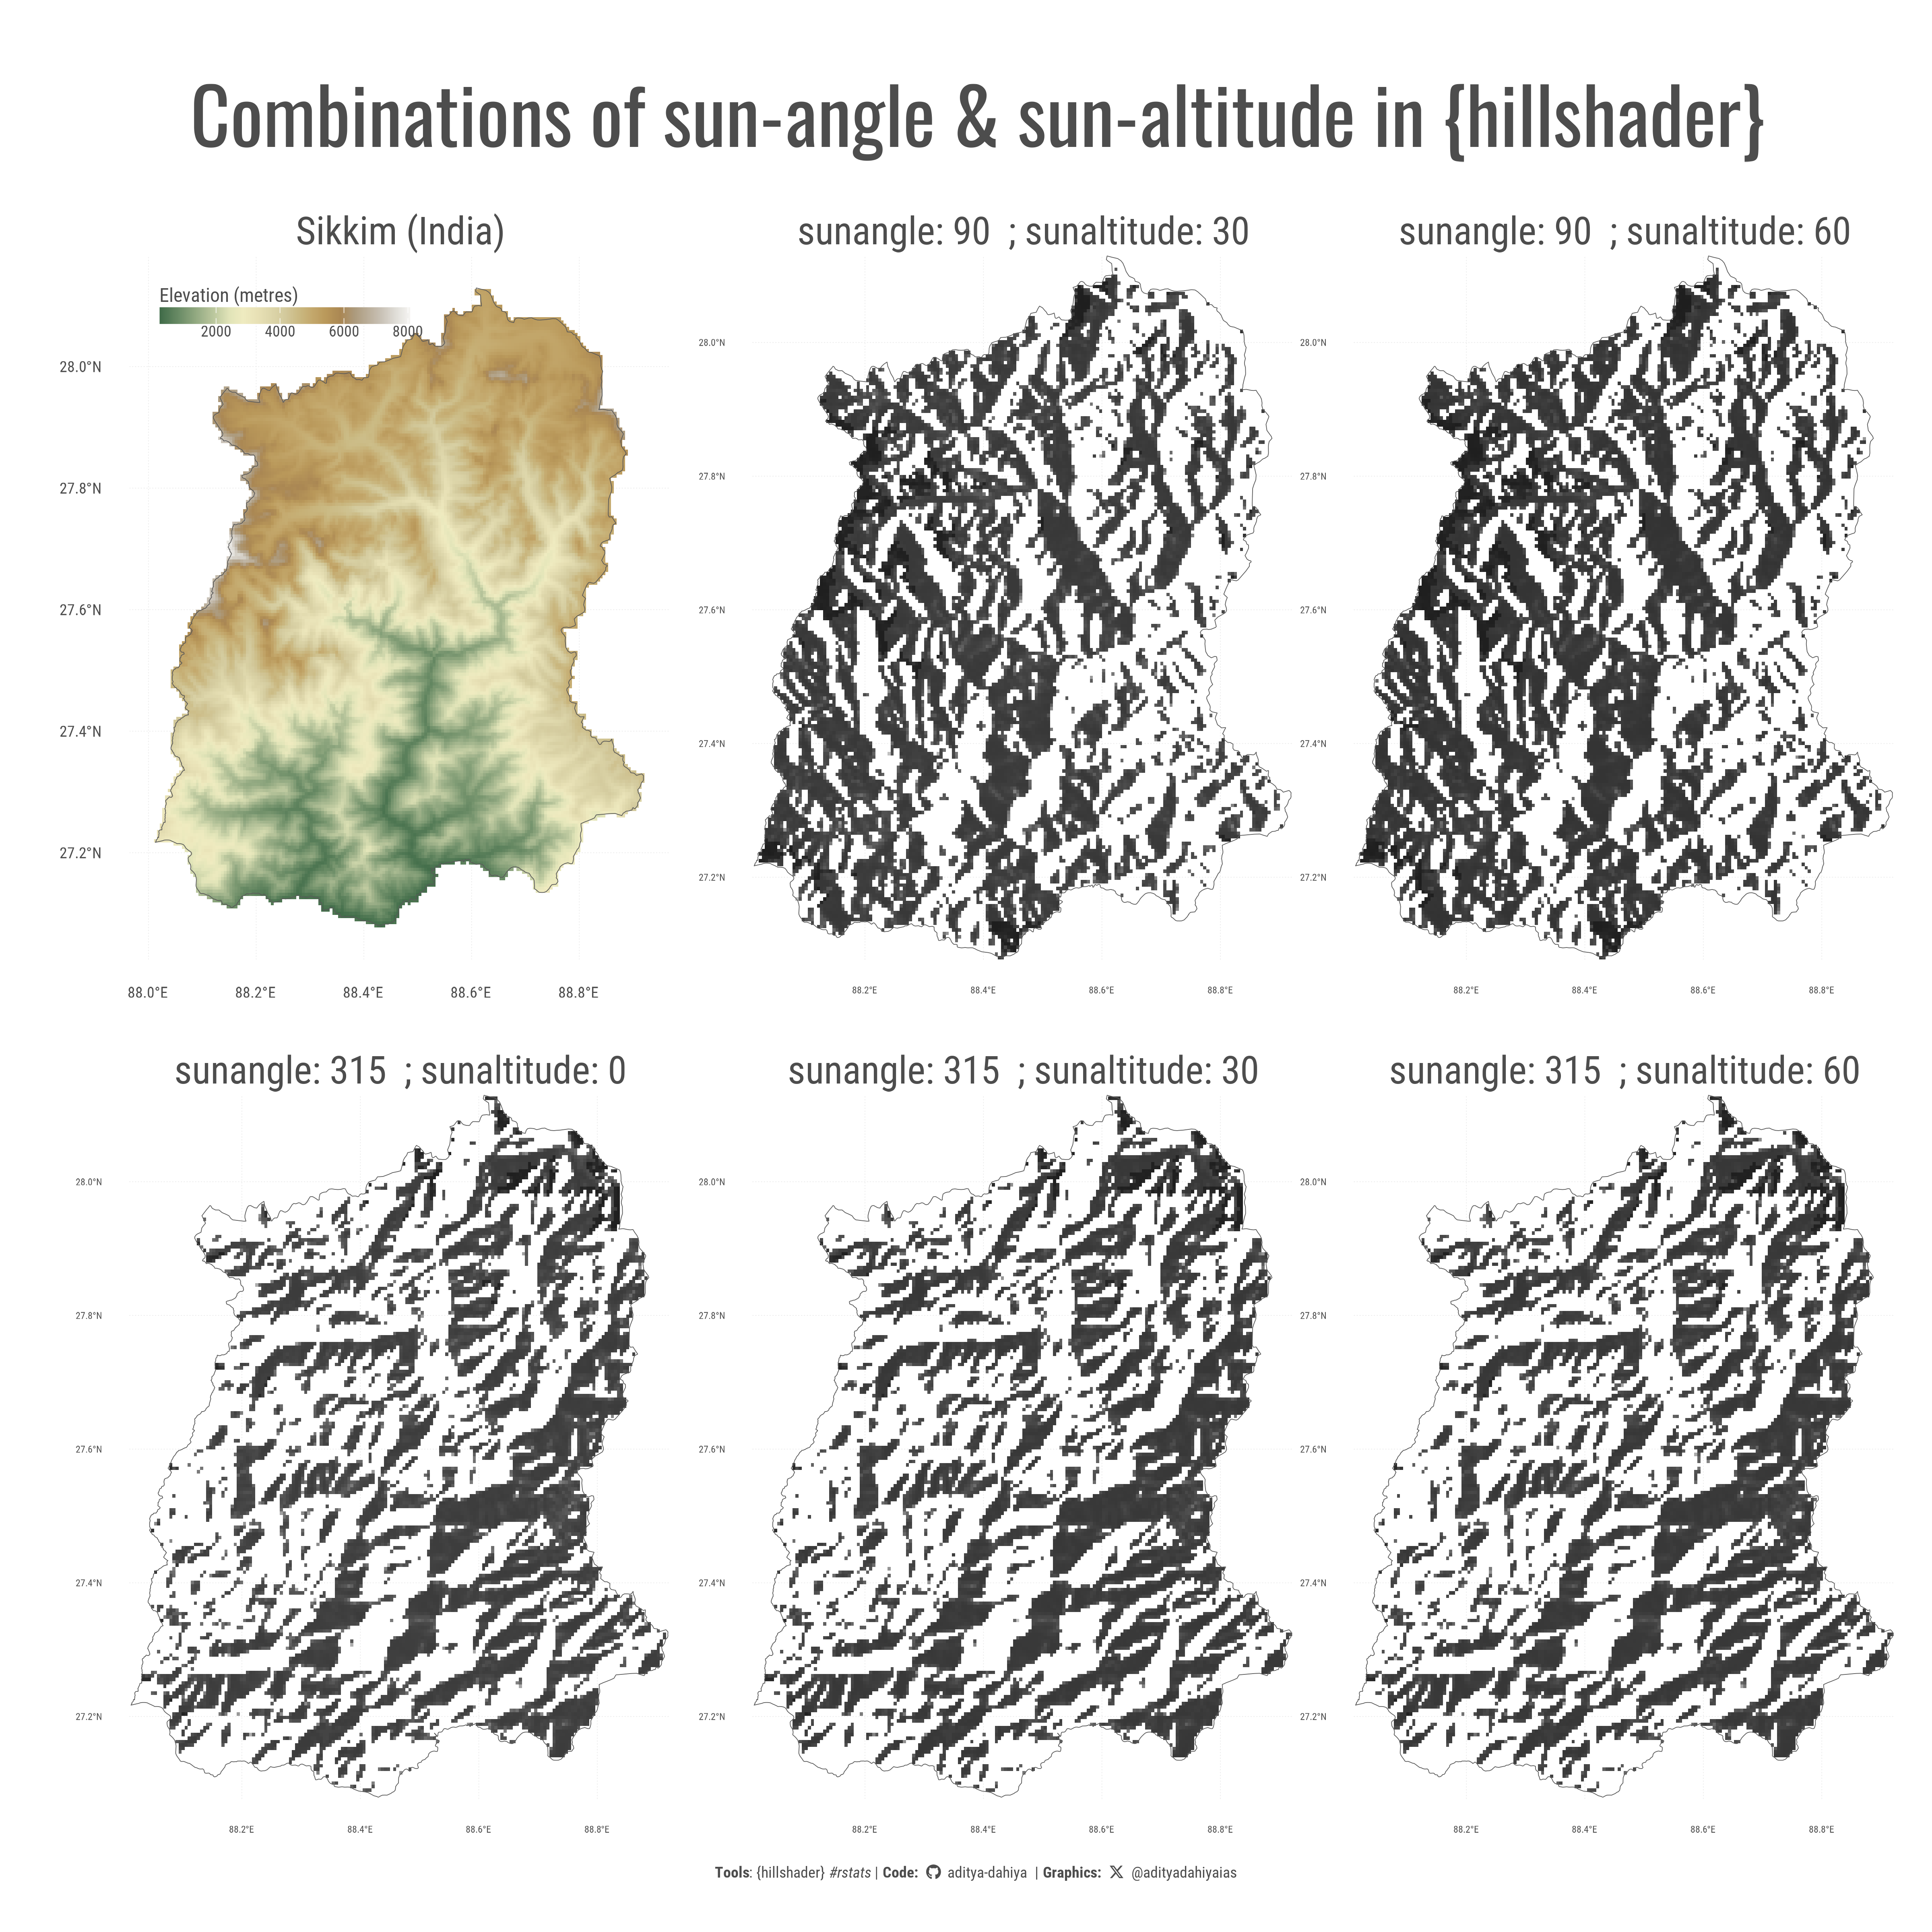 Combinations of sun-angle & sun-altitude in {hillshader}
Sikkim (India)
Elevation (metres)
2000 4000 6000 8000
28.0°N
27.8°N
27.6°N
27.4°N
27.2°N
88.0°E 88.2°E 88.4°E 88.6°E 88.8°E
sunangle: 90 ; sunaltitude: 30
28.0°N
27.8°N
27.6°N
27.4°N
27.2°N
88.2°E 88.4°E 88.6°E 88.8°E
sunangle: 90 ; sunaltitude: 60
28.0°N
27.8°N
27.6°N
27.4°N
27.2°N
88.2°E 88.4°E 88.6°E 88.8°E
sunangle: 315 ; sunaltitude: 0
28.0°N
27.8°N
27.6°N
27.4°N
27.2°N
88.2°E 88.4°E 88.6°E 88.8°E
sunangle: 315 ; sunaltitude: 30
28.0°N
27.8°N
27.6°N
27.4°N
27.2°N
88.2°E 88.4°E 88.6°E 88.8°E
sunangle: 315 ; sunaltitude: 60
28.0°N
27.8°N
27.6°N
27.4°N
27.2°N
88.2°E 88.4°E 88.6°E 88.8°E
Tools: {hillshader} #rstats | Code: aditya-dahiya | Graphics: @adityadahiyaias